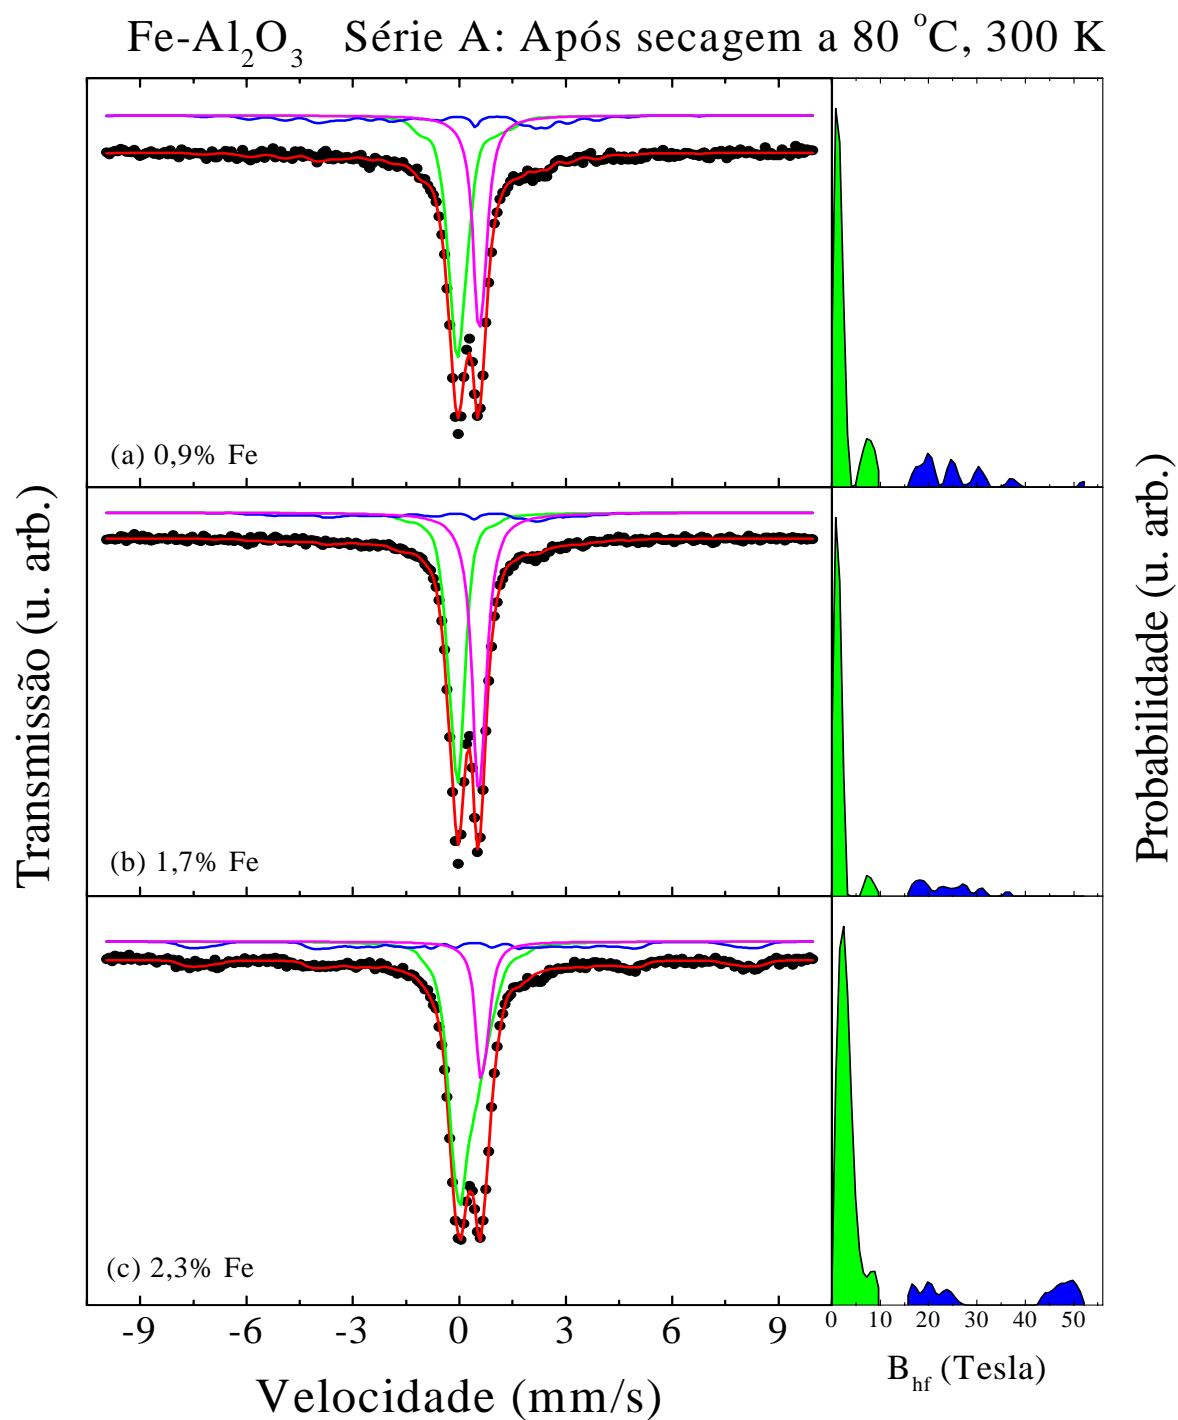 Fe-Al₂O₃ Série A: Após secagem a 80 °C, 300 K
Transmissão (u. arb.)
(a) 0,9% Fe
(b) 1,7% Fe
(c) 2,3% Fe
-9 -6 -3 0 3 6 9
Velocidade (mm/s)
0 10 20 30 40 50
B_hf (Tesla)
Probabilidade (u. arb.)